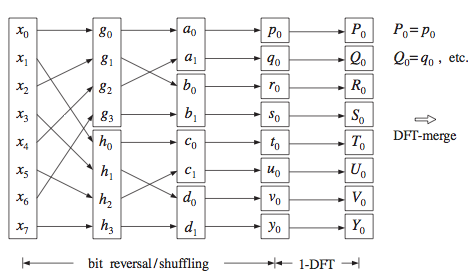 x₀ g₀ a₀ p₀ P₀ P₀=p₀
x₁ g₁ a₁ q₀ Q₀ Q₀=q₀ , etc.
x₂ g₂ b₀ r₀ R₀
x₃ g₃ b₁ s₀ S₀ ⇨
x₄ h₀ c₀ t₀ T₀ DFT-merge
x₅ h₁ c₁ u₀ U₀
x₆ h₂ d₀ v₀ V₀
x₇ h₃ d₁ y₀ Y₀
bit reversal/shuffling 1-DFT